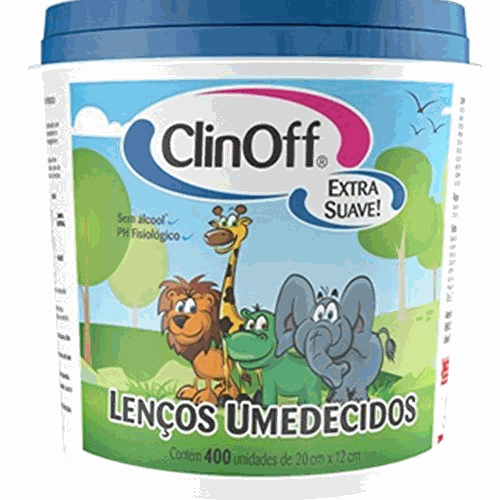 ClinOff®
EXTRA
SUAVE!
Sem álcool
PH Fisiológico
LENÇOS UMEDECIDOS
Contém 400 unidades de 20 cm x 12 cm